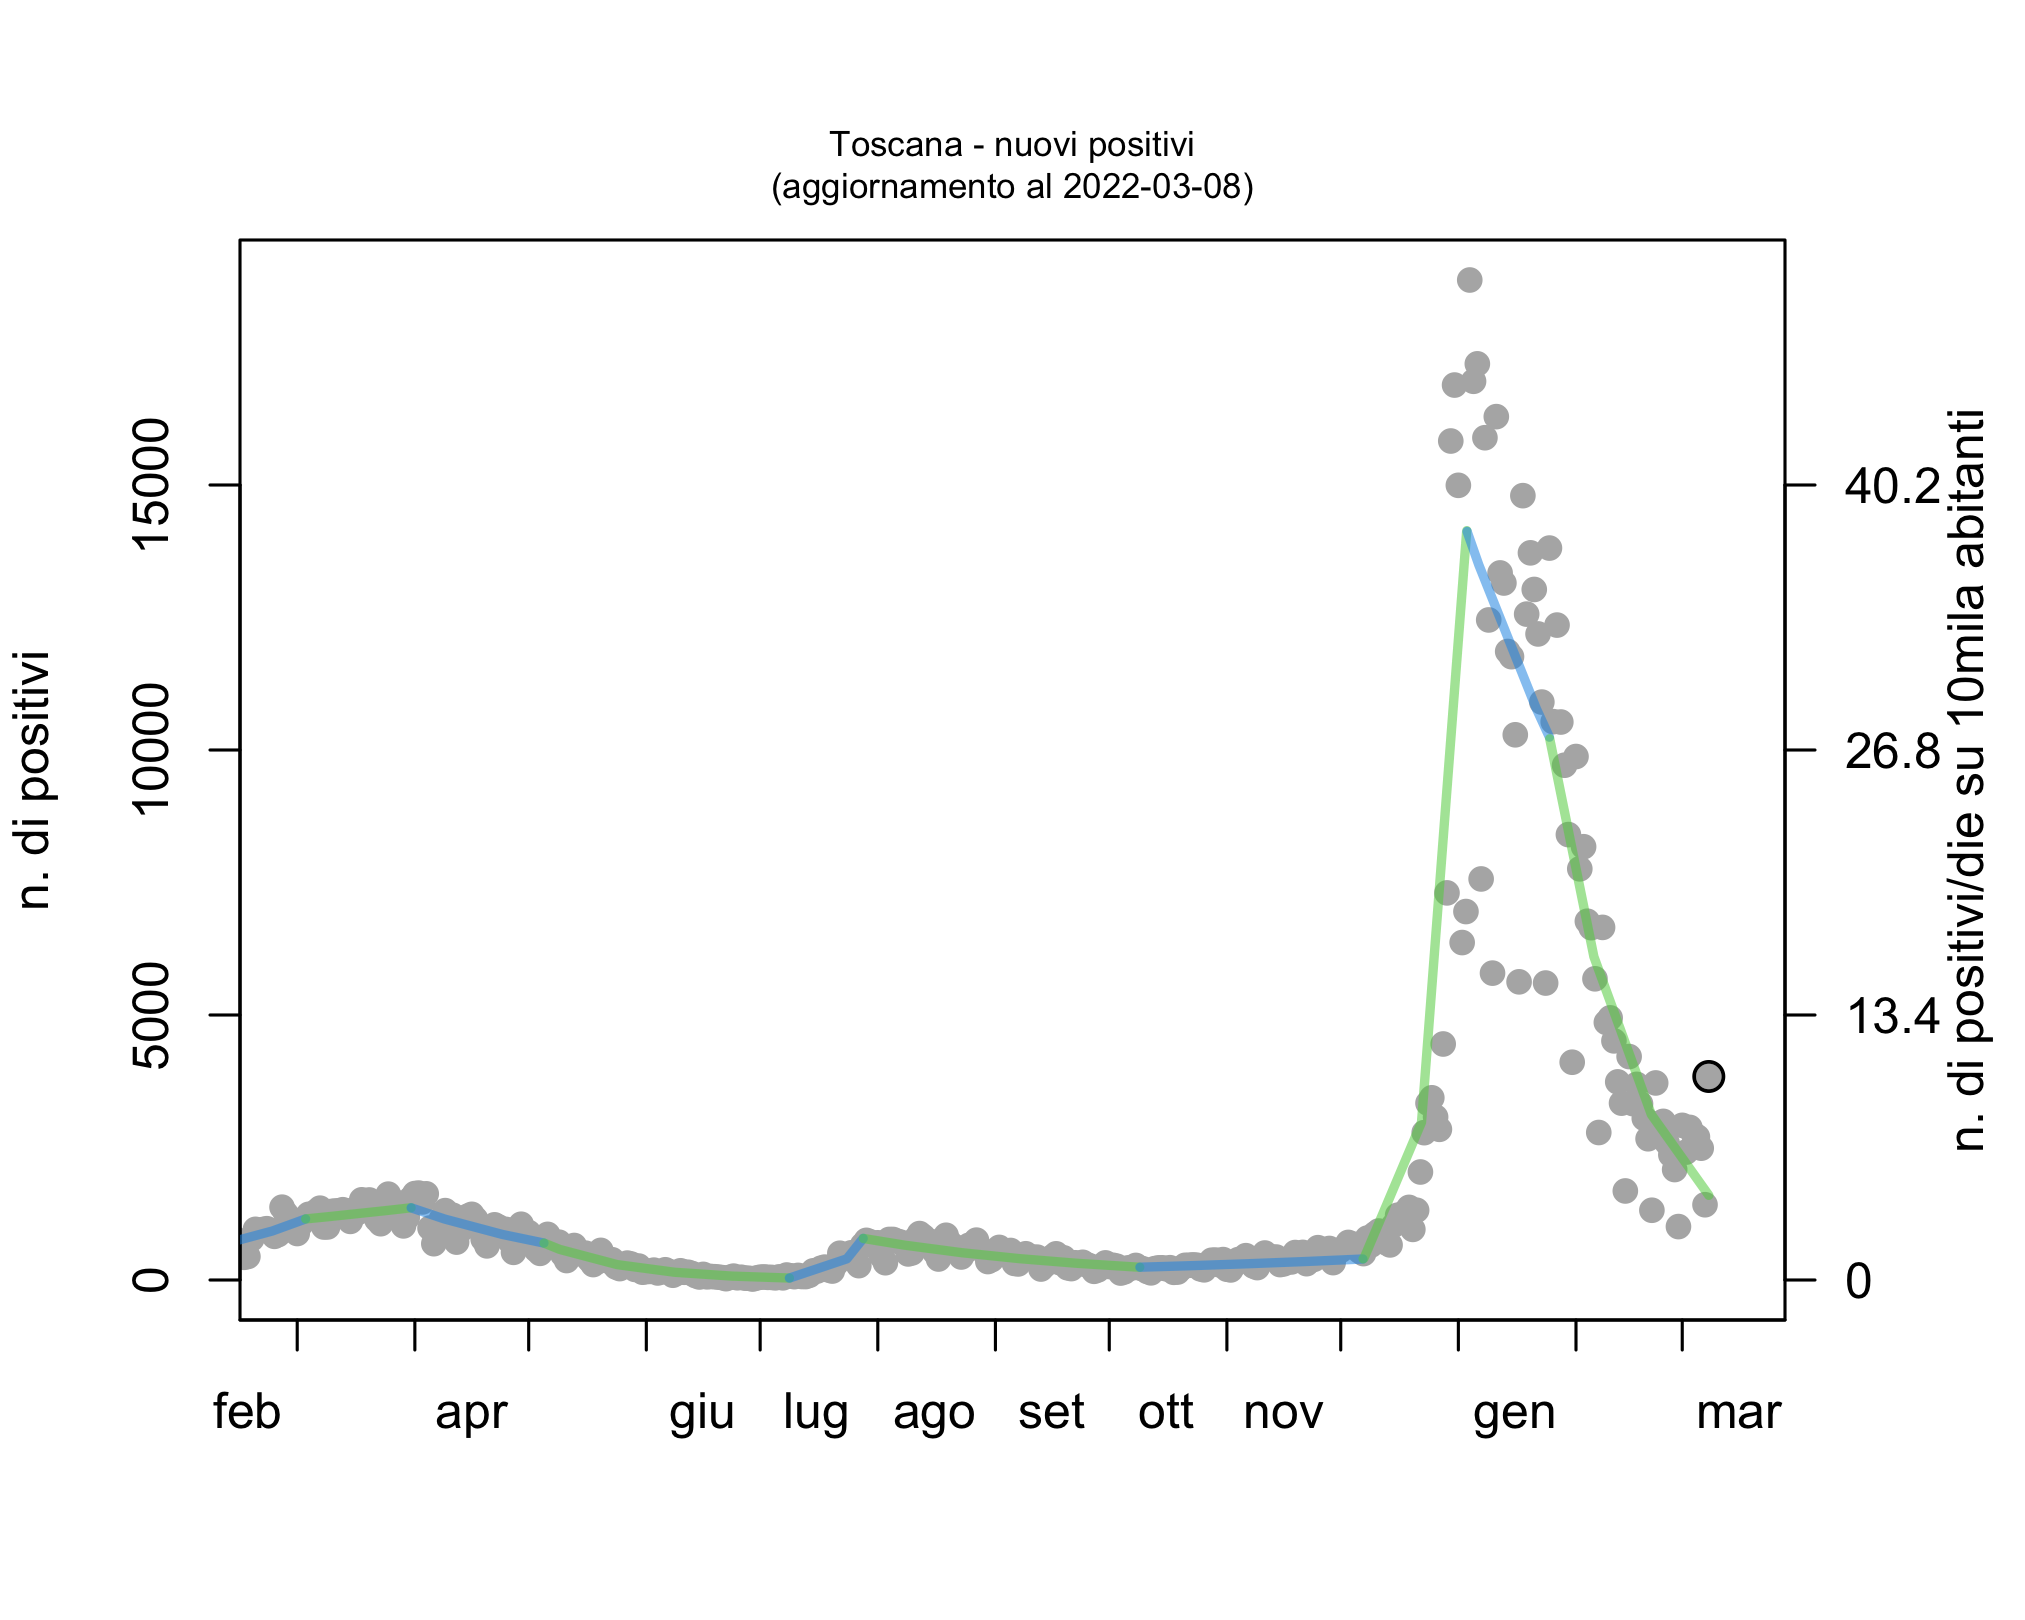 Toscana - nuovi positivi
(aggiornamento al 2022-03-08)
n. di positivi
15000
10000
5000
0
40.2
26.8
13.4
0
n. di positivi/die su 10mila abitanti
feb apr giu lug ago set ott nov gen mar